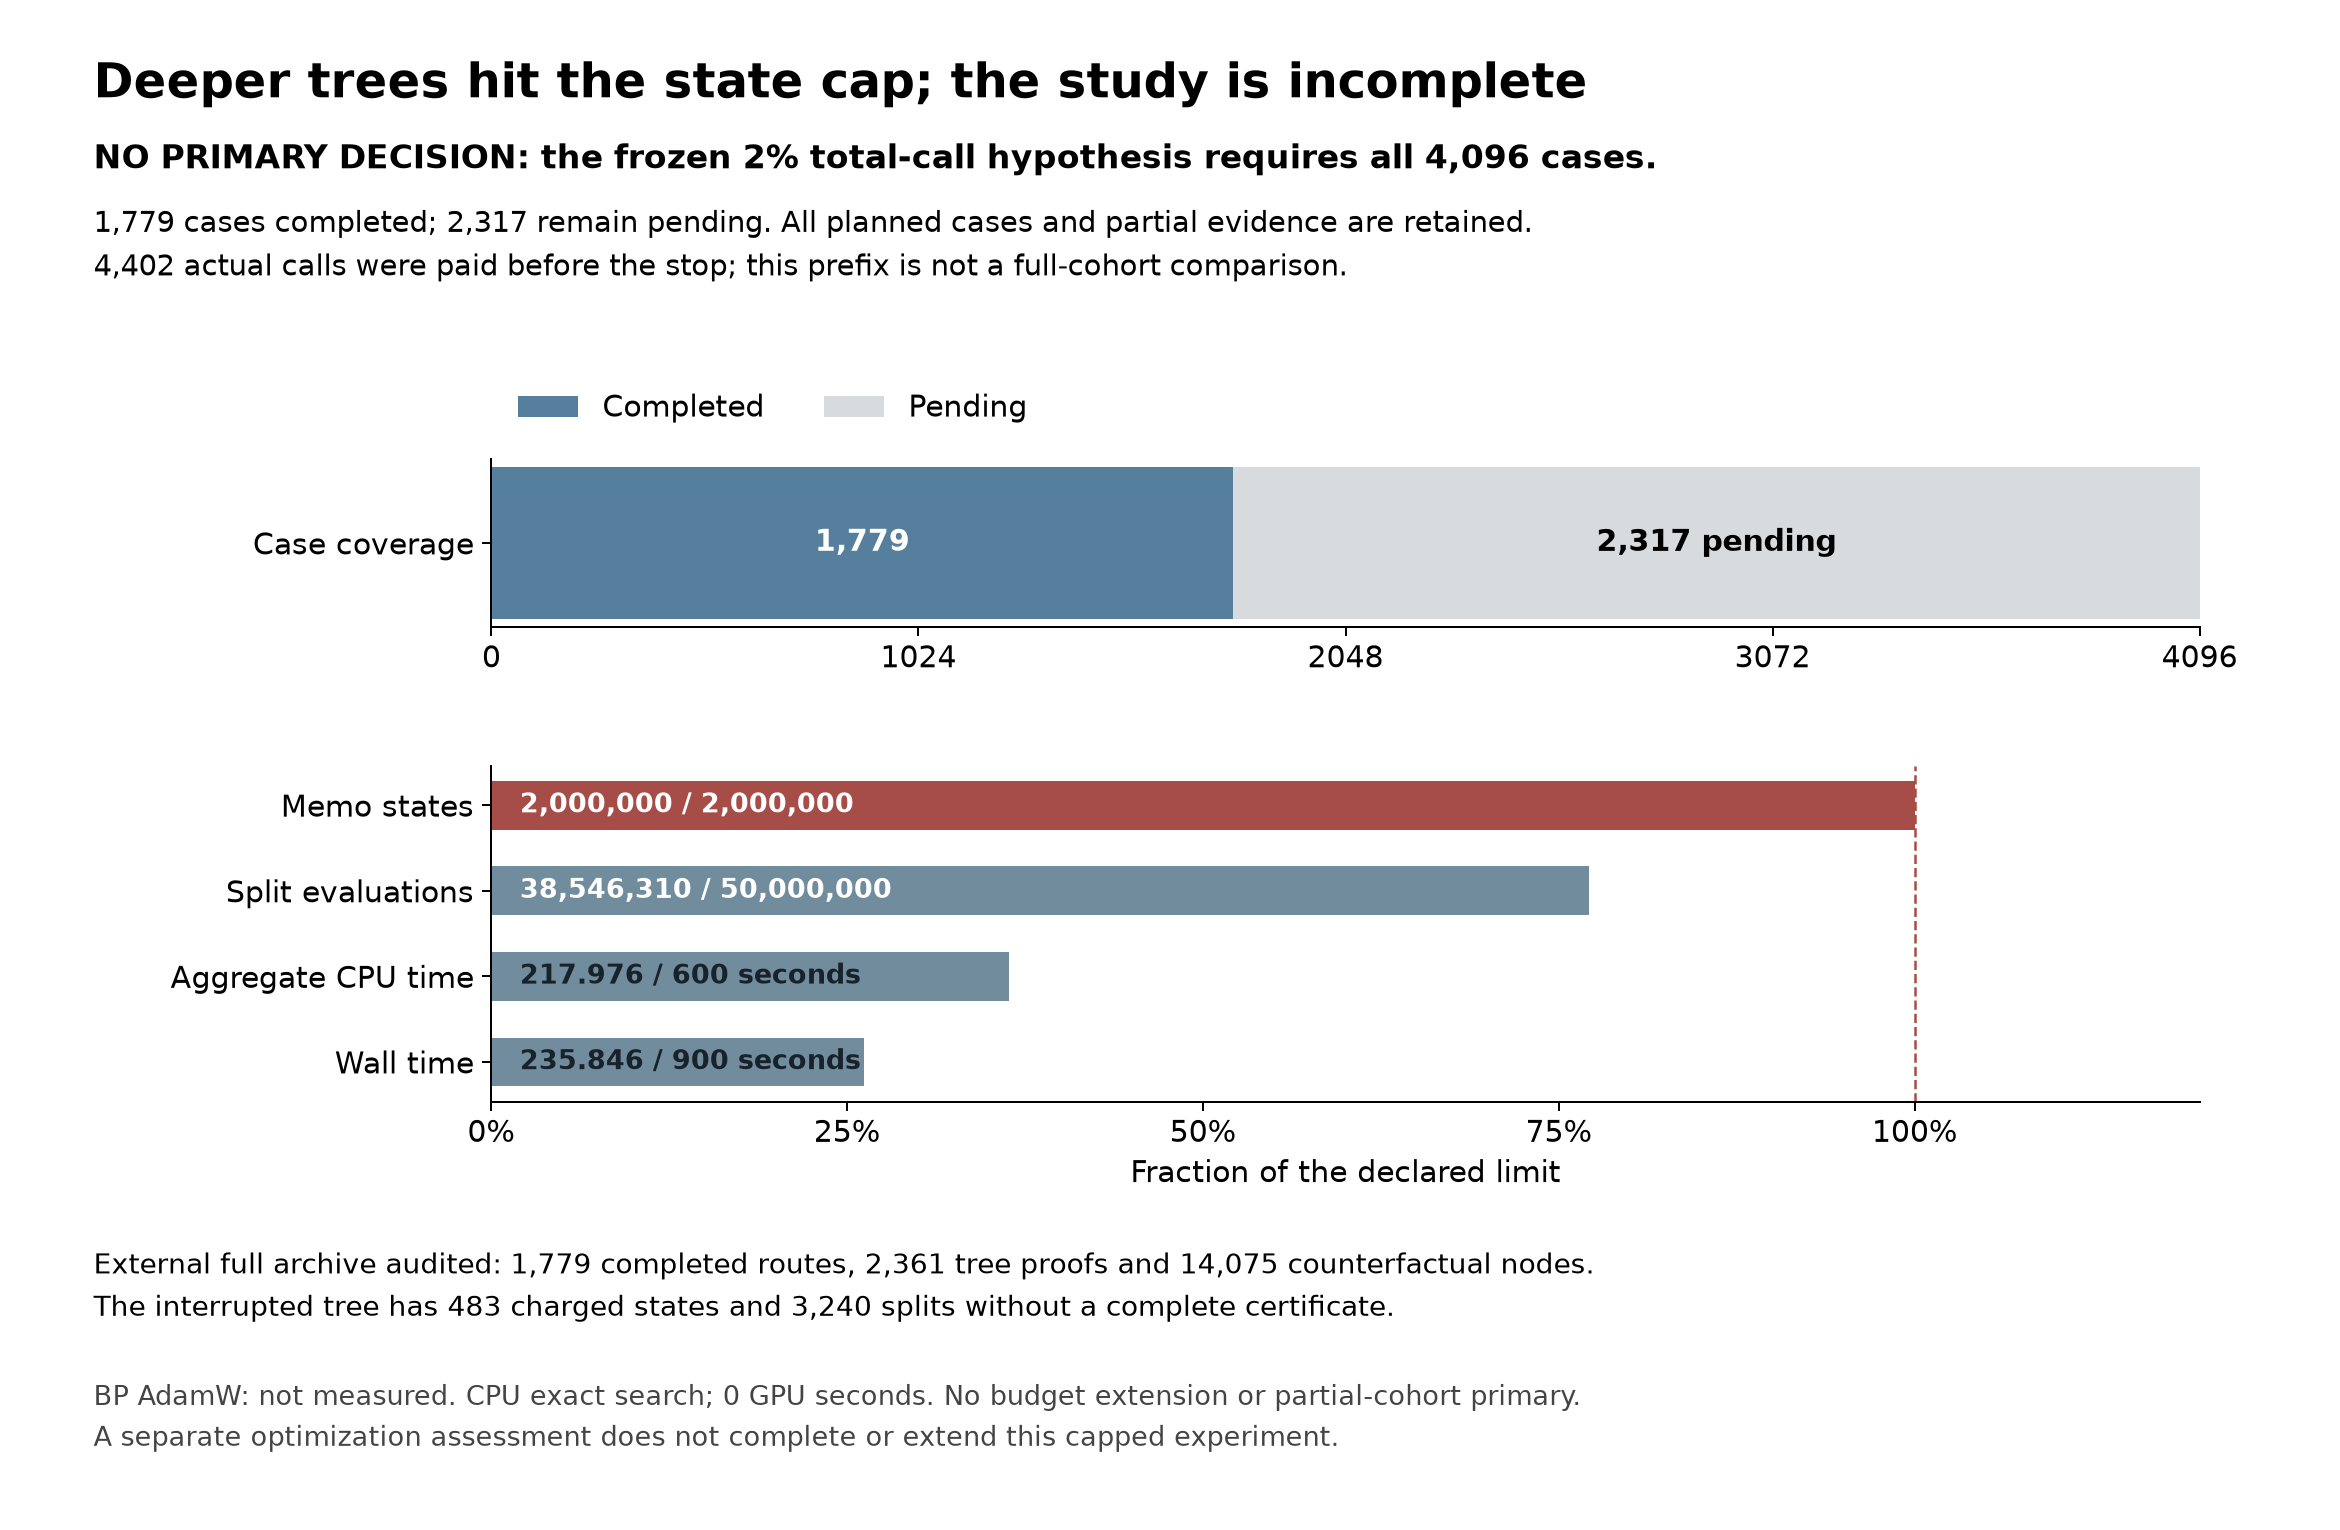 Deeper trees hit the state cap; the study is incomplete
NO PRIMARY DECISION: the frozen 2% total-call hypothesis requires all 4,096 cases.
1,779 cases completed; 2,317 remain pending. All planned cases and partial evidence are retained.
4,402 actual calls were paid before the stop; this prefix is not a full-cohort comparison.
Completed Pending
Case coverage 1,779 2,317 pending
0 1024 2048 3072 4096
Memo states 2,000,000 / 2,000,000
Split evaluations 38,546,310 / 50,000,000
Aggregate CPU time 217.976 / 600 seconds
Wall time 235.846 / 900 seconds
0% 25% 50% 75% 100%
Fraction of the declared limit
External full archive audited: 1,779 completed routes, 2,361 tree proofs and 14,075 counterfactual nodes.
The interrupted tree has 483 charged states and 3,240 splits without a complete certificate.
BP AdamW: not measured. CPU exact search; 0 GPU seconds. No budget extension or partial-cohort primary.
A separate optimization assessment does not complete or extend this capped experiment.